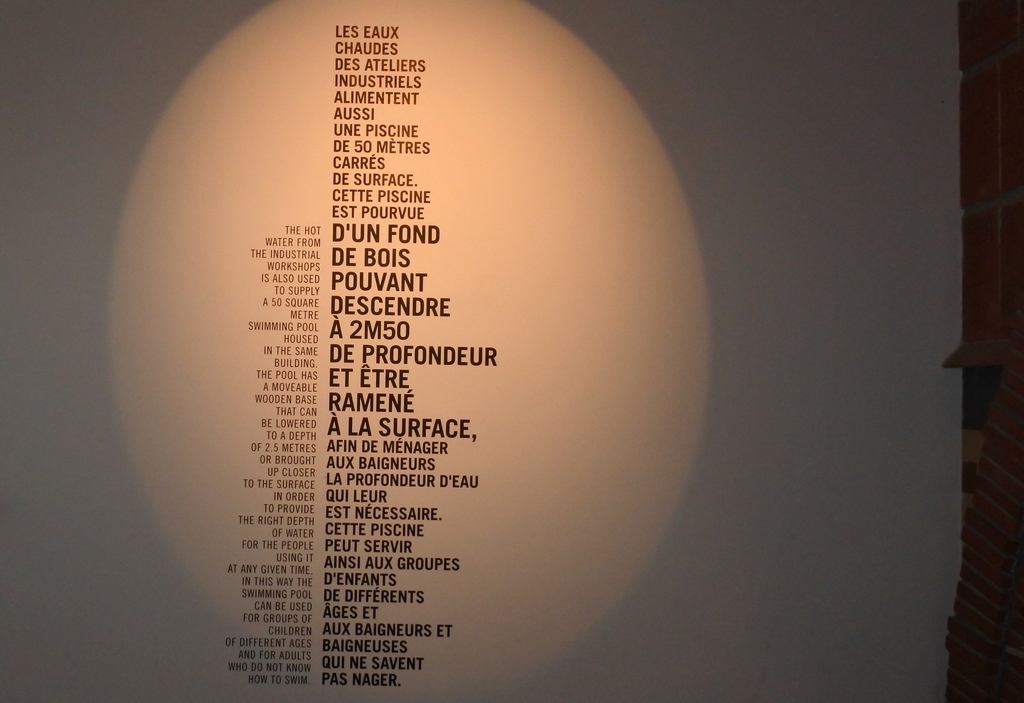 LES EAUX
CHAUDES
DES ATELIERS
INDUSTRIELS
ALIMENTENT
AUSSI
UNE PISCINE
DE 50 MÈTRES
CARRÉS
DE SURFACE.
CETTE PISCINE
EST POURVUE
D'UN FOND
DE BOIS
POUVANT
DESCENDRE
À 2M50
DE PROFONDEUR
ET ÊTRE
RAMENÉ
À LA SURFACE,
AFIN DE MÉNAGER
AUX BAIGNEURS
LA PROFONDEUR D'EAU
QUI LEUR
EST NÉCESSAIRE.
CETTE PISCINE
PEUT SERVIR
AINSI AUX GROUPES
D'ENFANTS
DE DIFFÉRENTS
ÂGES ET
AUX BAIGNEURS ET
BAIGNEUSES
QUI NE SAVENT
PAS NAGER.
THE HOT
WATER FROM
THE INDUSTRIAL
WORKSHOPS
IS ALSO USED
TO SUPPLY
A 50 SQUARE
METRE
SWIMMING POOL
HOUSED
IN THE SAME
BUILDING.
THE POOL HAS
A MOVEABLE
WOODEN BASE
THAT CAN
BE LOWERED
TO A DEPTH
OF 2.5 METRES
OR BROUGHT
UP CLOSER
TO THE SURFACE
IN ORDER
TO PROVIDE
THE RIGHT DEPTH
OF WATER
FOR THE PEOPLE
USING IT
AT ANY GIVEN TIME.
IN THIS WAY THE
SWIMMING POOL
CAN BE USED
FOR GROUPS OF
CHILDREN
OF DIFFERENT AGES
AND FOR ADULTS
WHO DO NOT KNOW
HOW TO SWIM.